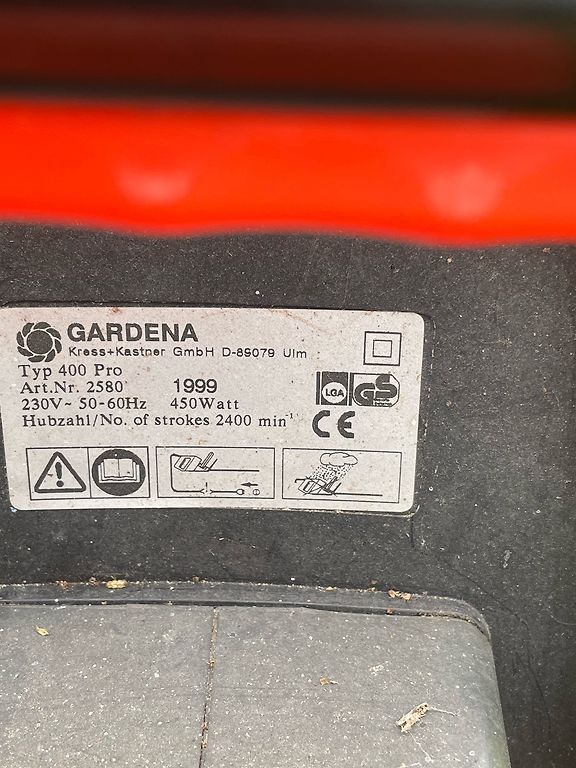 GARDENA
Kress+Kastner GmbH D-89079 Ulm
Typ 400 Pro
Art.Nr. 2580 1999
230V~ 50-60Hz 450Watt
Hubzahl/No. of strokes 2400 min⁻¹
LGA GS
CE